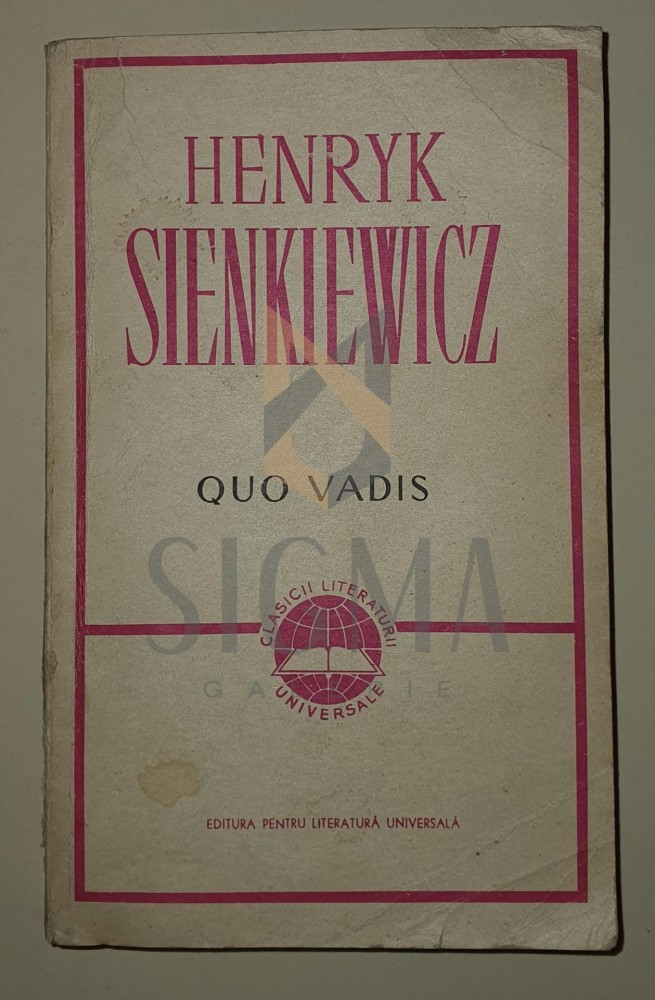 HENRYK
SIENKIEWICZ
QUO VADIS
SIGMA
CLASICII LITERATURII
UNIVERSALE
EDITURA PENTRU LITERATURĂ UNIVERSALĂ